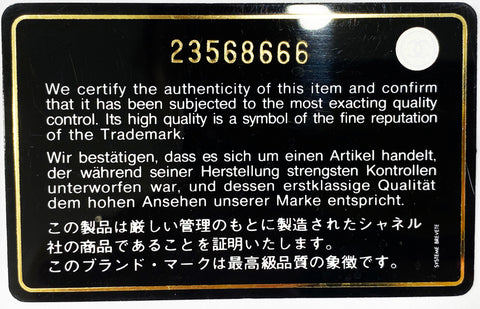 23568666
We certify the authenticity of this item and confirm
that it has been subjected to the most exacting quality
control. Its high quality is a symbol of the fine reputation
of the Trademark.
Wir bestätigen, dass es sich um einen Artikel handelt,
der während seiner Herstellung strengsten Kontrollen
unterworfen war, und dessen erstklassige Qualität
dem hohen Ansehen unserer Marke entspricht.
この製品は厳しい管理のもとに製造されたシャネル
社の商品であることを証明いたします。
このブランド・マークは最高級品質の象徴です。
SYSTEME BREVETE